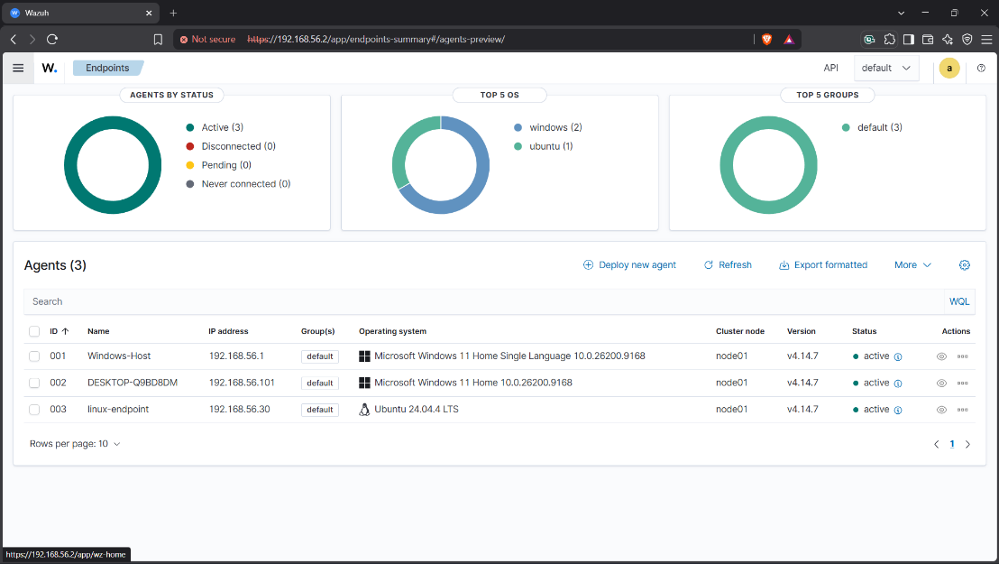 Wazuh
Not secure https://192.168.56.2/app/endpoints-summary#/agents-preview/
W. Endpoints API default a
AGENTS BY STATUS
Active (3)
Disconnected (0)
Pending (0)
Never connected (0)
TOP 5 OS
windows (2)
ubuntu (1)
TOP 5 GROUPS
default (3)
Agents (3) Deploy new agent Refresh Export formatted More
Search WQL
ID Name IP address Group(s) Operating system Cluster node Version Status Actions
001 Windows-Host 192.168.56.1 default Microsoft Windows 11 Home Single Language 10.0.26200.9168 node01 v4.14.7 active
002 DESKTOP-Q9BD8DM 192.168.56.101 default Microsoft Windows 11 Home 10.0.26200.9168 node01 v4.14.7 active
003 linux-endpoint 192.168.56.30 default Ubuntu 24.04.4 LTS node01 v4.14.7 active
Rows per page: 10 1
https://192.168.56.2/app/wz-home